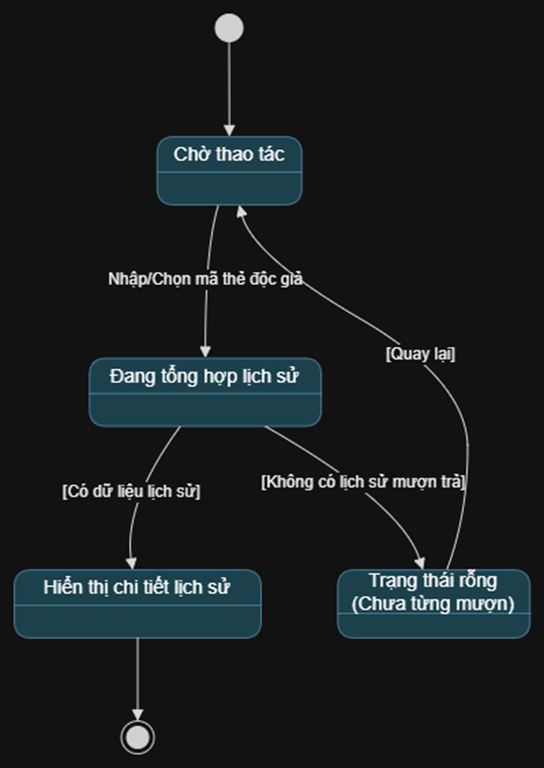 Chờ thao tác
Nhập/Chọn mã thẻ độc giả
[Quay lại]
Đang tổng hợp lịch sử
[Có dữ liệu lịch sử]
[Không có lịch sử mượn trả]
Hiển thị chi tiết lịch sử
Trạng thái rỗng
(Chưa từng mượn)